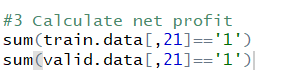 #3 Calculate net profit
sum(train.data[,21]=='1')
sum(valid.data[,21]=='1')